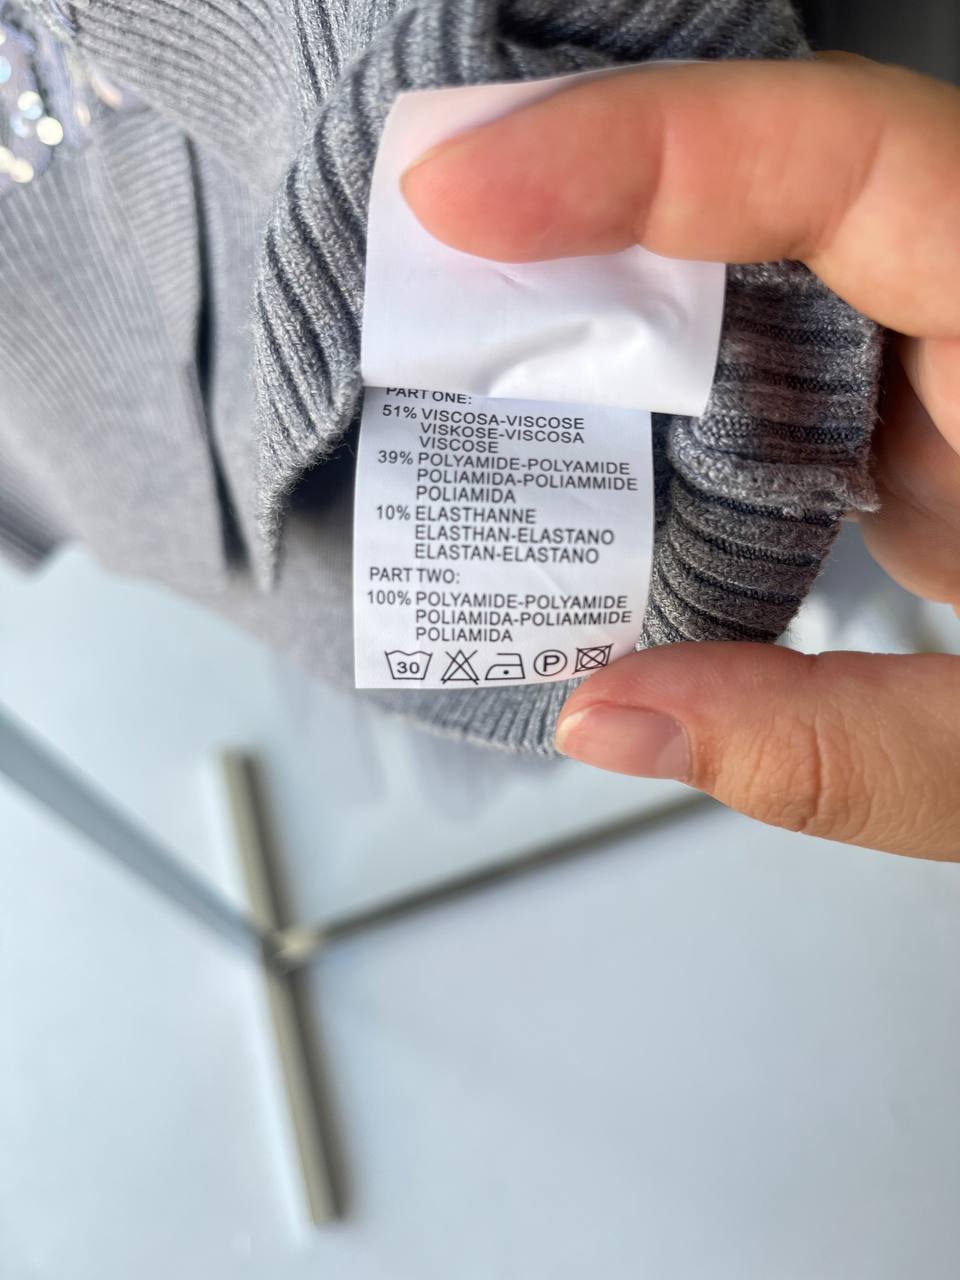 PART ONE:
51% VISCOSA-VISCOSE
VISKOSE-VISCOSA
VISCOSE
39% POLYAMIDE-POLYAMIDE
POLIAMIDA-POLIAMMIDE
POLIAMIDA
10% ELASTHANNE
ELASTHAN-ELASTANO
ELASTAN-ELASTANO
PART TWO:
100% POLYAMIDE-POLYAMIDE
POLIAMIDA-POLIAMMIDE
POLIAMIDA
30 P